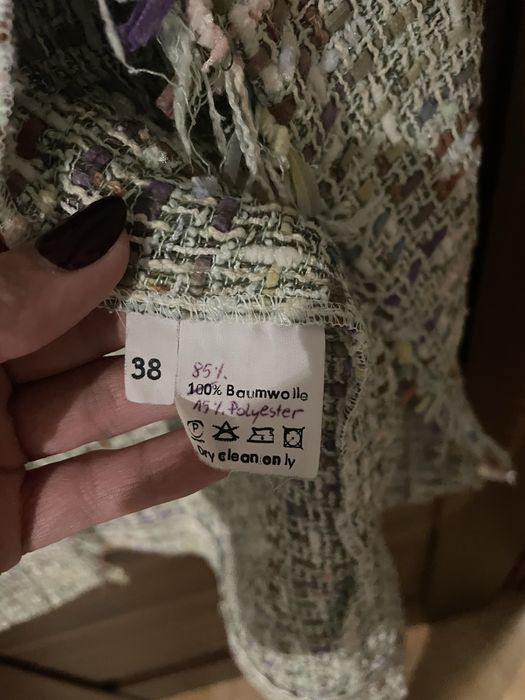 38
85%
100% Baumwolle
15% Polyester
P
Dry clean only